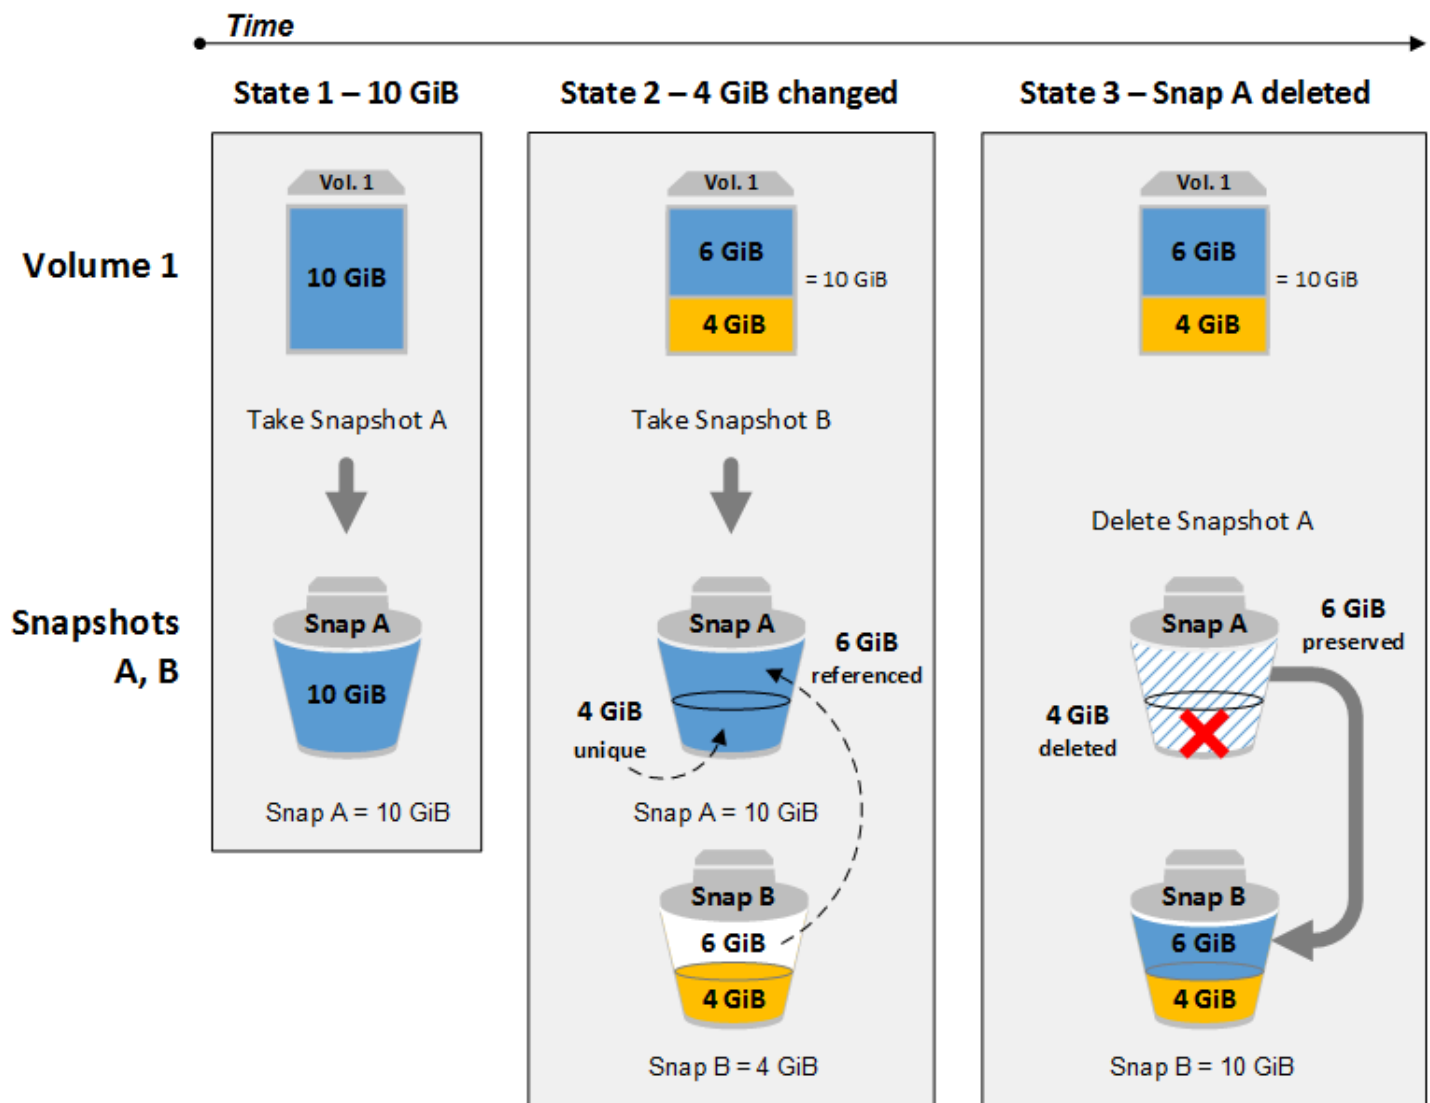 Time
State 1 – 10 GiB
State 2 – 4 GiB changed
State 3 – Snap A deleted
Volume 1
Vol. 1
10 GiB
Take Snapshot A
Vol. 1
6 GiB
4 GiB
= 10 GiB
Take Snapshot B
Vol. 1
6 GiB
4 GiB
= 10 GiB
Delete Snapshot A
Snapshots
A, B
Snap A
10 GiB
Snap A = 10 GiB
Snap A
6 GiB
referenced
4 GiB
unique
Snap A = 10 GiB
Snap B
6 GiB
4 GiB
Snap B = 4 GiB
Snap A
6 GiB
preserved
4 GiB
deleted
Snap B
6 GiB
4 GiB
Snap B = 10 GiB